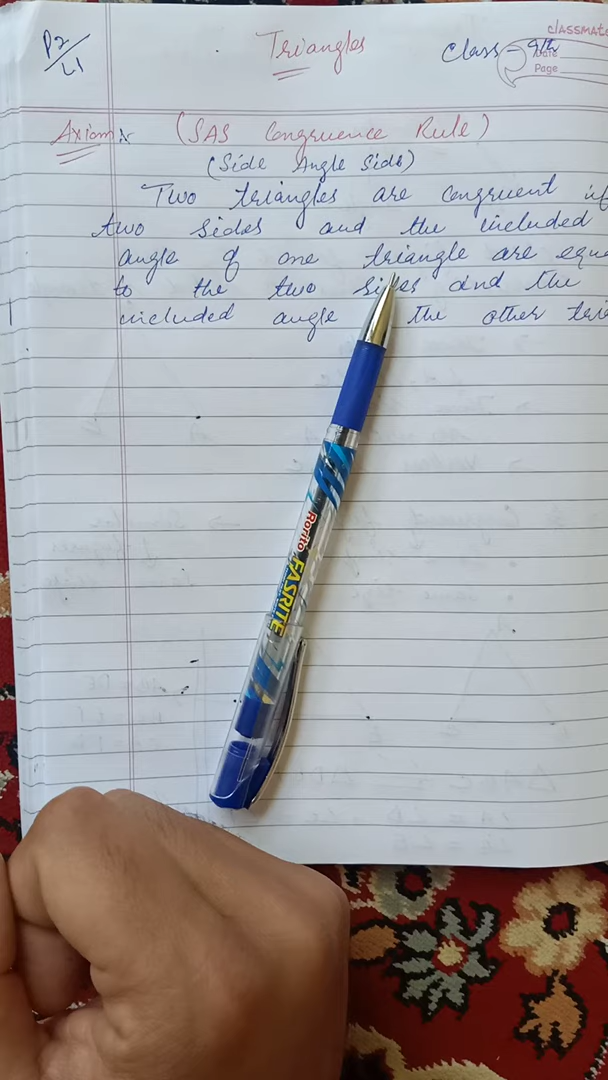 P2/L1
Triangles
Class - 9th
classmate
Date
Page
Axiom :- (SAS Congruence Rule)
(Side Angle Side)
Two triangles are congruent if
two sides and the included
angle of one triangle are equ
to the two sides and the
included angle the other tri
Rorito FASRITE